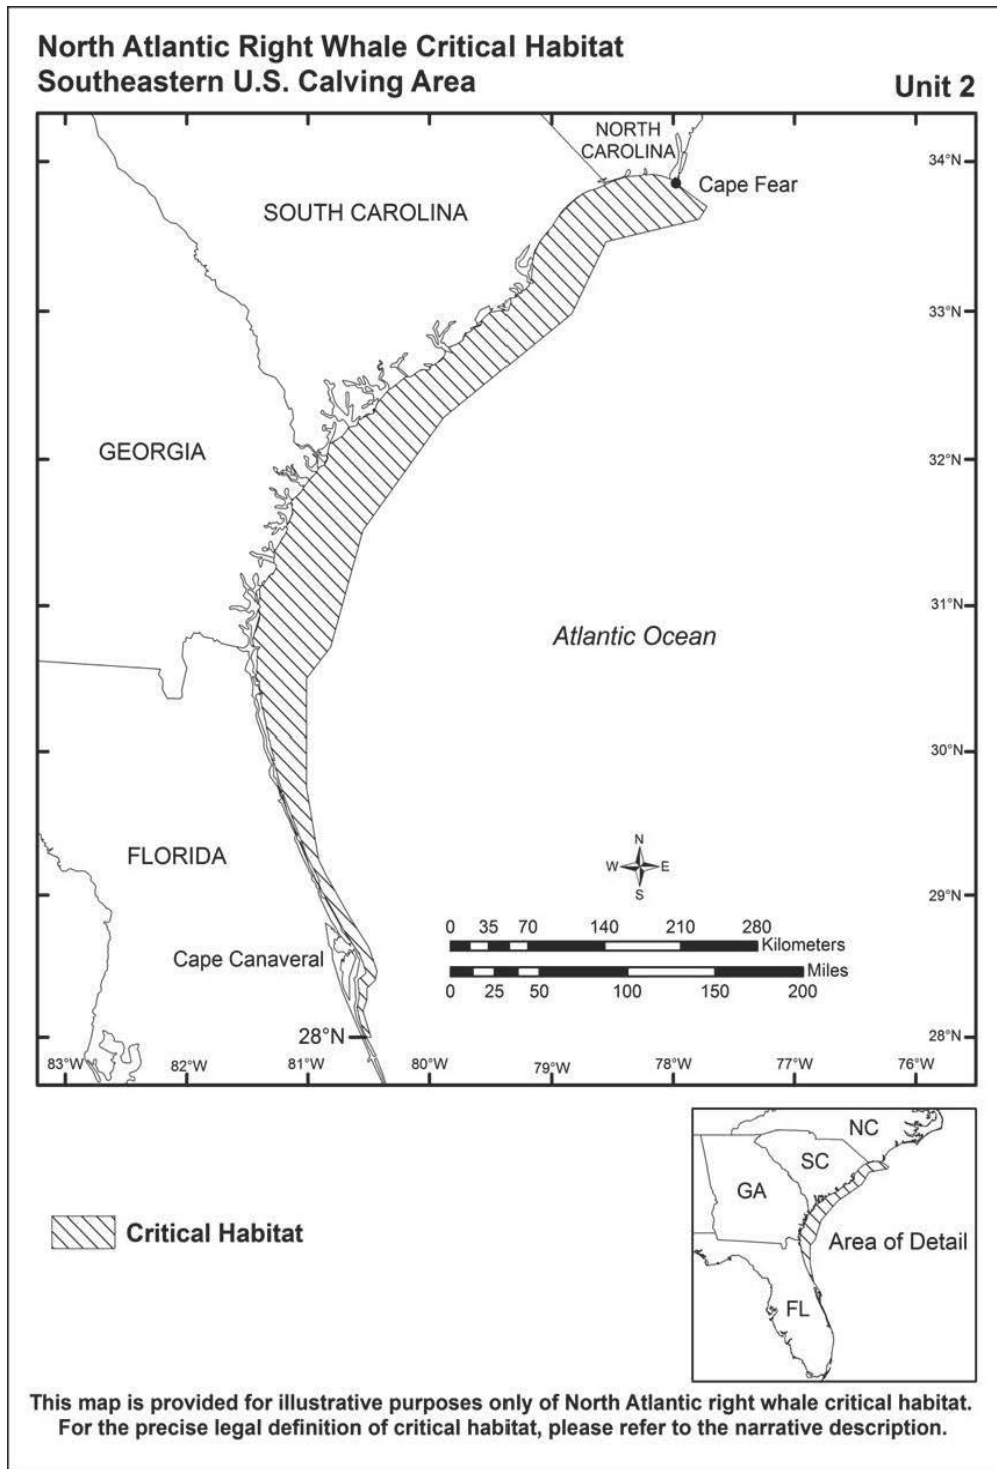 North Atlantic Right Whale Critical Habitat
Southeastern U.S. Calving Area
Unit 2
NORTH
CAROLINA
34°N
Cape Fear
SOUTH CAROLINA
33°N
GEORGIA
32°N
31°N
Atlantic Ocean
30°N
N
W E
S
FLORIDA
29°N
0 35 70 140 210 280
Kilometers
Cape Canaveral
Miles
0 25 50 100 150 200
28°N
28°N
83°W 82°W 81°W 80°W 79°W 78°W 77°W 76°W
NC
SC
GA
Area of Detail
FL
Critical Habitat
This map is provided for illustrative purposes only of North Atlantic right whale critical habitat.
For the precise legal definition of critical habitat, please refer to the narrative description.